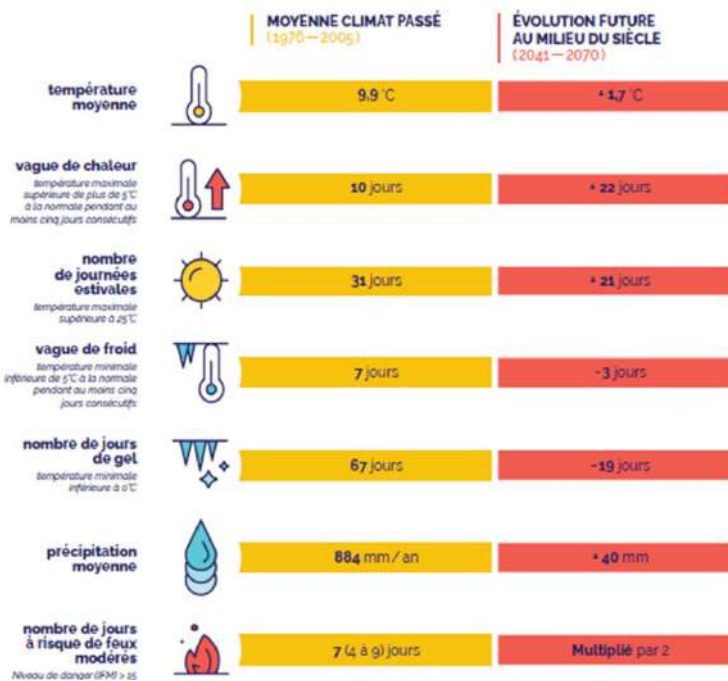 MOYENNE CLIMAT PASSÉ
(1976—2005)
ÉVOLUTION FUTURE
AU MILIEU DU SIÈCLE
(2041—2070)
température
moyenne
9,9 °C
+ 1,7 °C
vague de chaleur
température maximale
supérieure de plus de 5°C
à la normale pendant au
moins cinq jours consécutifs
10 jours
+ 22 jours
nombre
de journées
estivales
température maximale
supérieure à 25°C
31 jours
+ 21 jours
vague de froid
température minimale
inférieure de 5°C à la normale
pendant au moins cinq
jours consécutifs
7 jours
-3 jours
nombre de jours
de gel
température minimale
inférieure à 0°C
67 jours
-19 jours
précipitation
moyenne
884 mm/an
+ 40 mm
nombre de jours
à risque de feux
modérés
Niveau de danger (IFM) > 15
7 (4 à 9) jours
Multiplié par 2